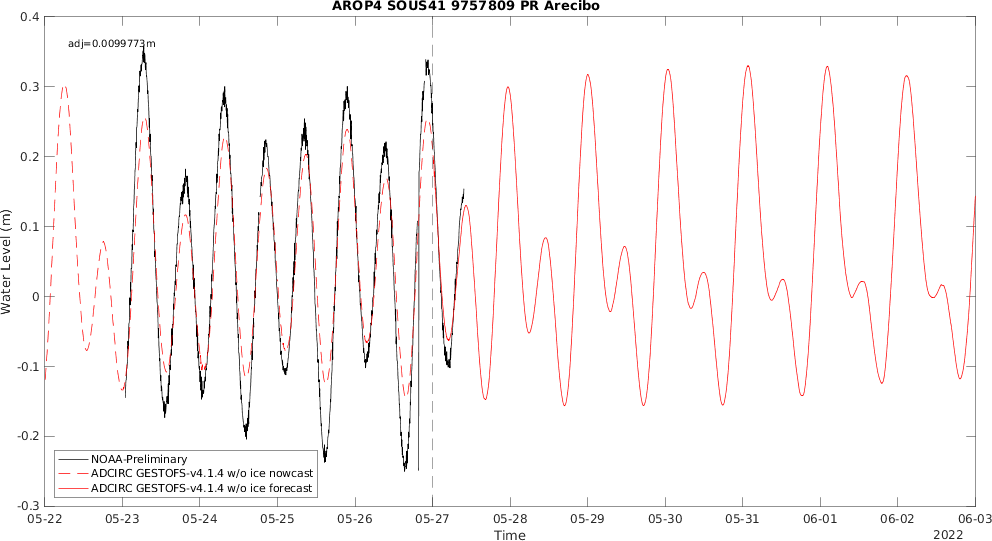 AROP4 SOUS41 9757809 PR Arecibo
adj=0.0099773m
Water Level (m)
0.4
0.3
0.2
0.1
0
-0.1
-0.2
-0.3
NOAA-Preliminary
ADCIRC GESTOFS-v4.1.4 w/o ice nowcast
ADCIRC GESTOFS-v4.1.4 w/o ice forecast
05-22 05-23 05-24 05-25 05-26 05-27 05-28 05-29 05-30 05-31 06-01 06-02 06-03
Time
2022